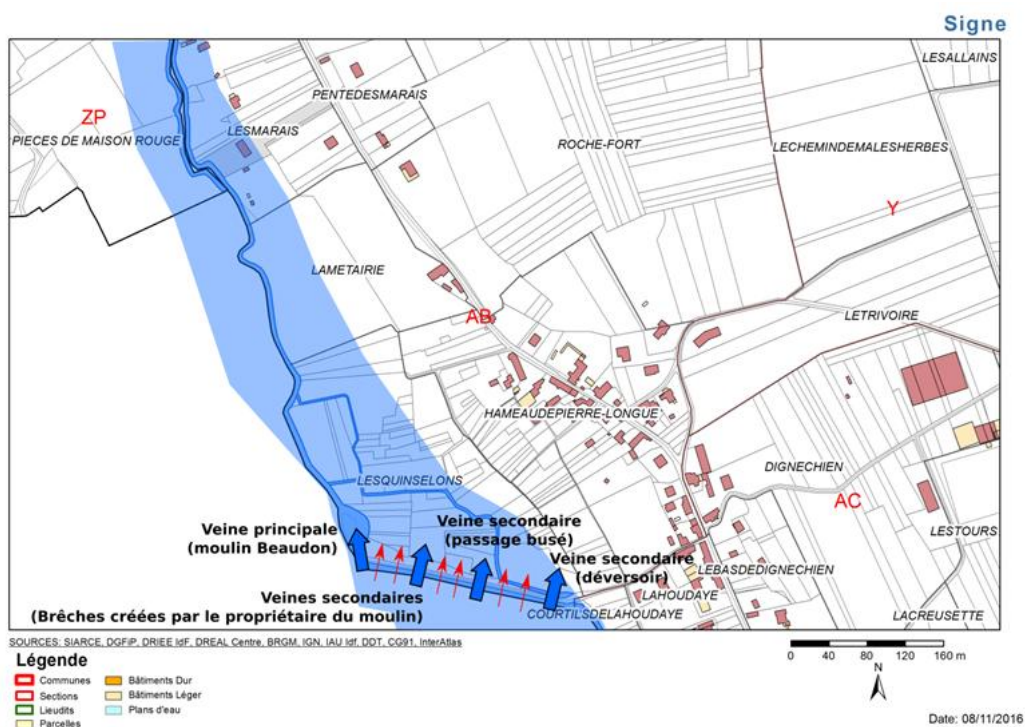 Signe
LESALLAINS
PENTEDESMARAIS
ZP
PIECES DE MAISON ROUGE
LESMARAIS
ROCHE-FORT
LECHEMINDEMALESHERBES
Y
LAMETAIRIE
AB
LETRIVOIRE
HAMEAUDEPIERRE-LONGUE
DIGNECHIEN
LESQUINSELONS
AC
LESTOURS
Veine principale
(moulin Beaudon)
Veine secondaire
(passage busé)
Veine secondaire
(déversoir)
LEBASDEDIGNECHIEN
LAHOUDAYE
Veines secondaires
(Brêches créées par le propriétaire du moulin)
COURTILSDELAHOUDAYE
LACREUSETTE
SOURCES: SIARCE, DGFiP, DRIEE IdF, DREAL Centre, BRGM, IGN, IAU Idf, DDT, CG91, InterAtlas
Légende
Communes
Sections
Lieudits
Parcelles
Bâtiments Dur
Bâtiments Léger
Plans d'eau
0 40 80 120 160 m
N
Date: 08/11/2016